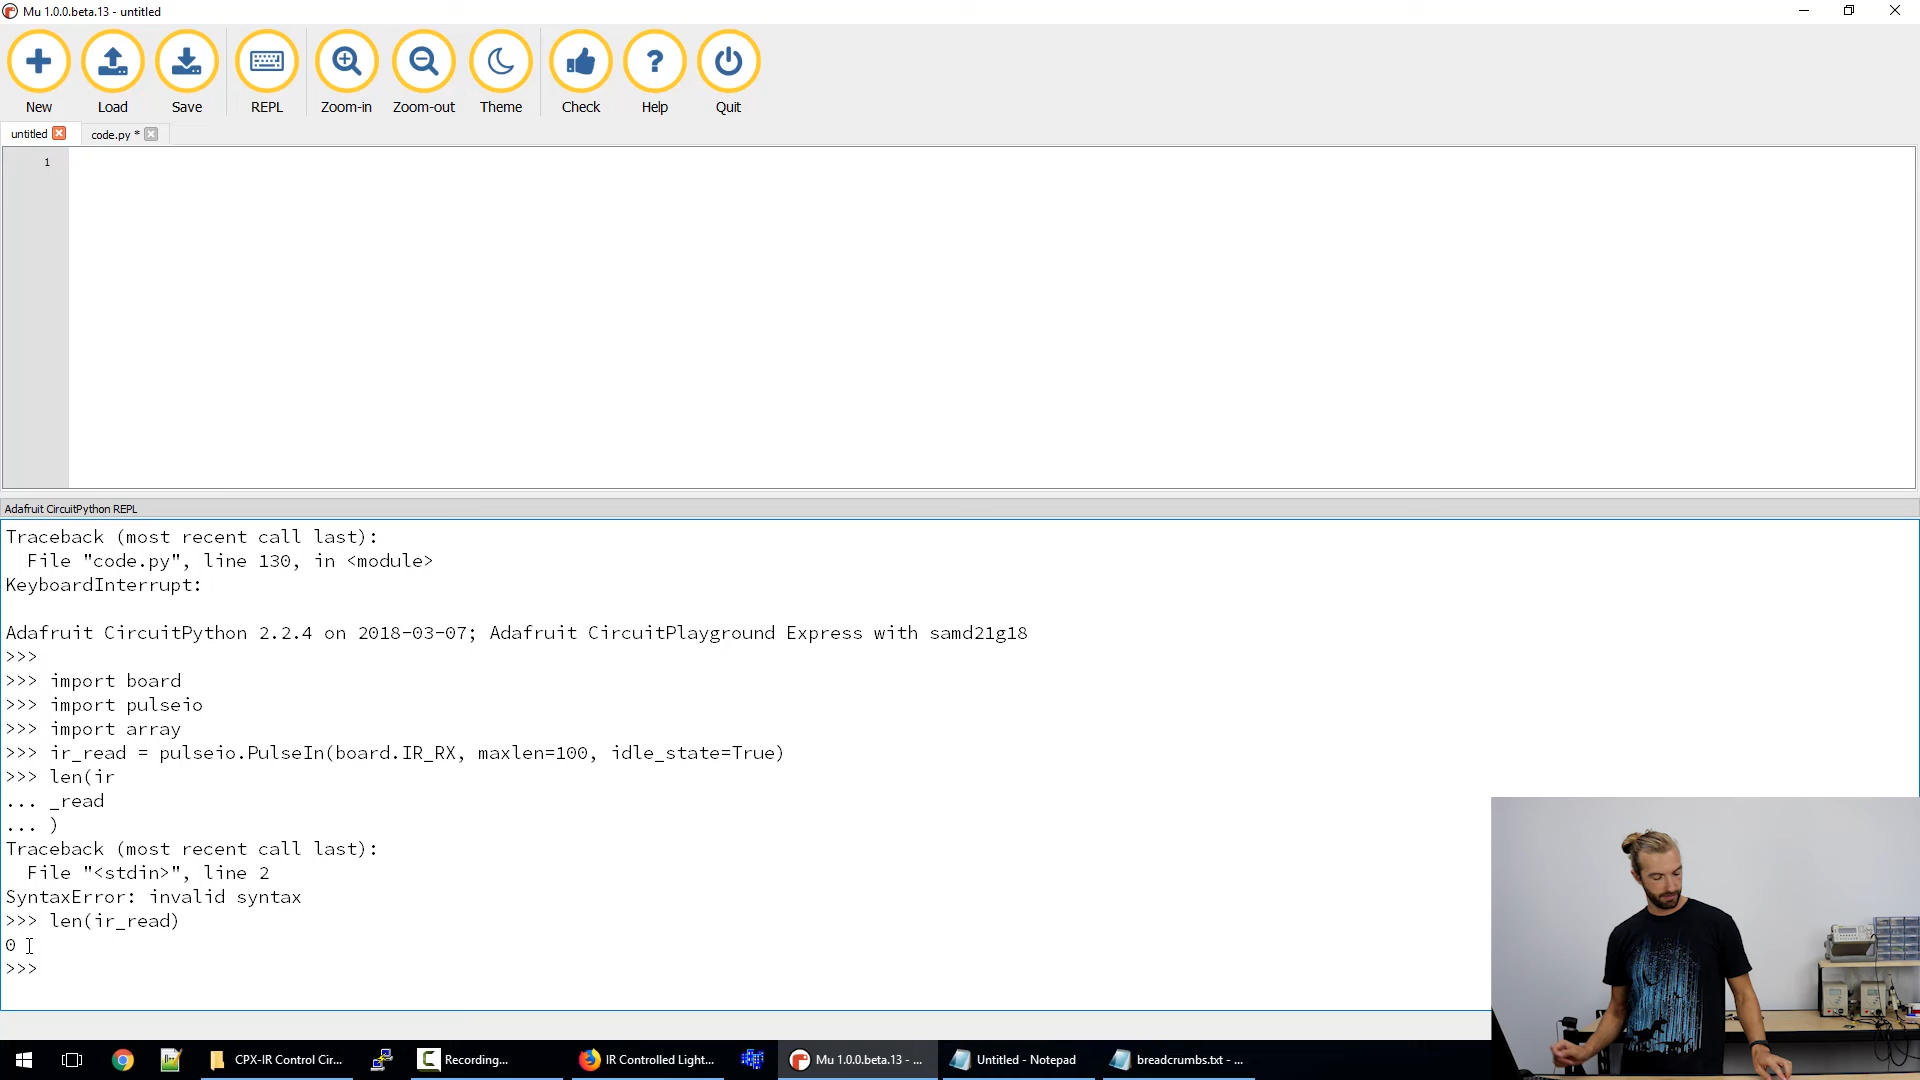 Mu 1.0.0.beta.13 - untitled
New Load Save REPL Zoom-in Zoom-out Theme Check Help Quit
untitled code.py *
1
Adafruit CircuitPython REPL
Traceback (most recent call last):
File "code.py", line 130, in <module>
KeyboardInterrupt:
Adafruit CircuitPython 2.2.4 on 2018-03-07; Adafruit CircuitPlayground Express with samd21g18
>>>
>>> import board
>>> import pulseio
>>> import array
>>> ir_read = pulseio.PulseIn(board.IR_RX, maxlen=100, idle_state=True)
>>> len(ir
... _read
... )
Traceback (most recent call last):
File "<stdin>", line 2
SyntaxError: invalid syntax
>>> len(ir_read)
0
>>>
CPX-IR Control Cir... Recording... IR Controlled Light... Mu 1.0.0.beta.13 - ... Untitled - Notepad breadcrumbs.txt - ...